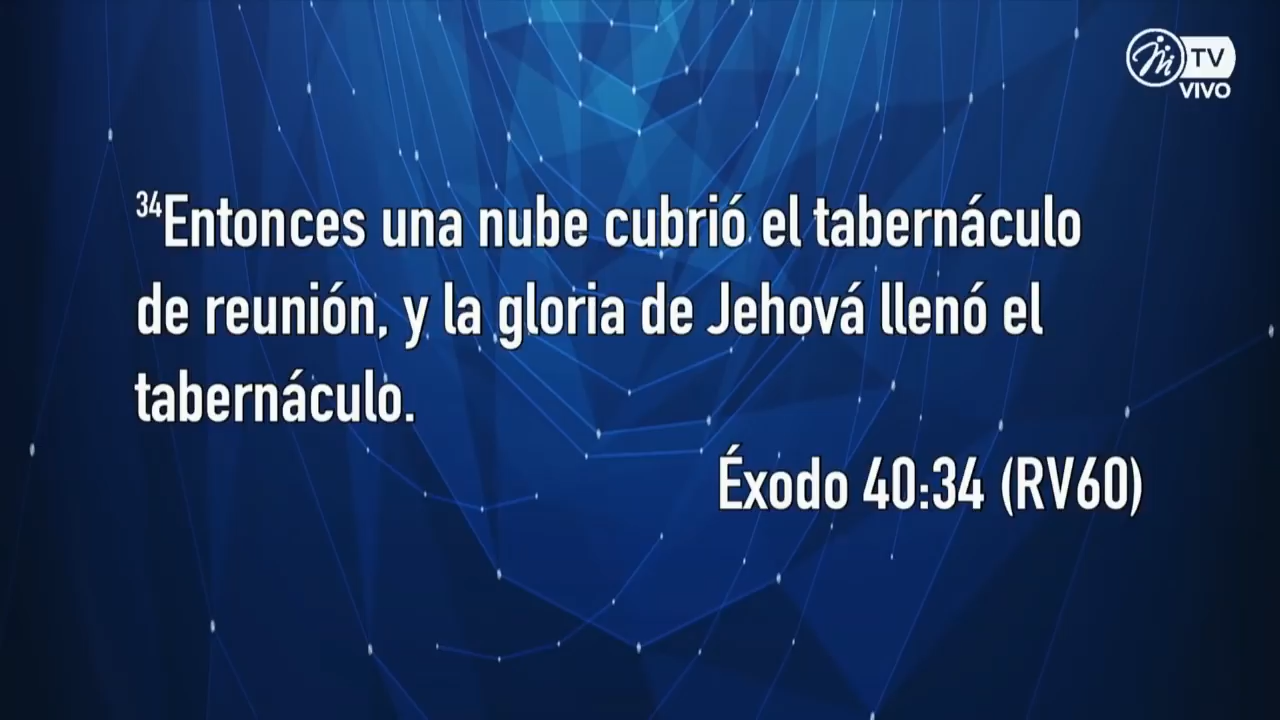 TV
VIVO
34Entonces una nube cubrió el tabernáculo
de reunión, y la gloria de Jehová llenó el
tabernáculo.
Éxodo 40:34 (RV60)